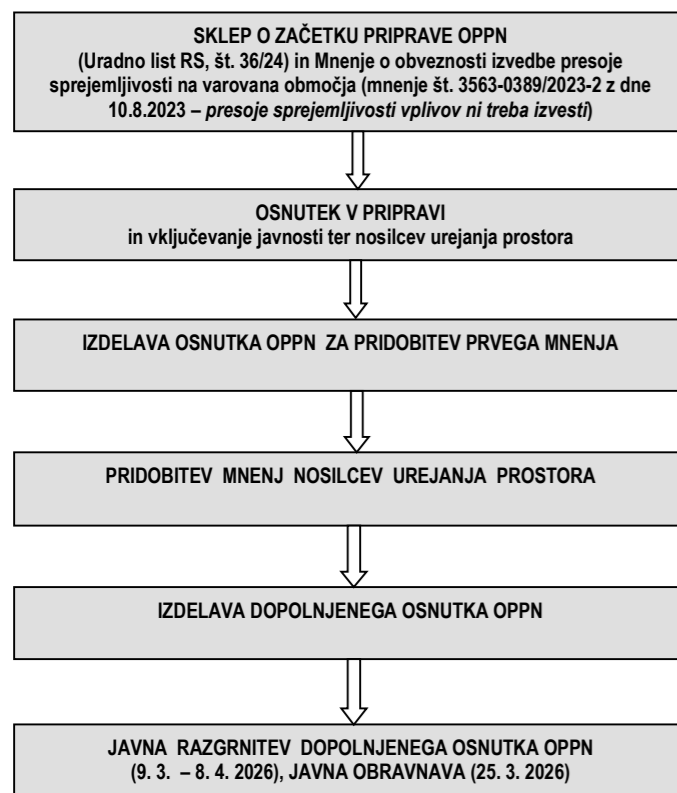 SKLEP O ZAČETKU PRIPRAVE OPPN
(Uradno list RS, št. 36/24) in Mnenje o obveznosti izvedbe presoje
sprejemljivosti na varovana območja (mnenje št. 3563-0389/2023-2 z dne
10.8.2023 – presoje sprejemljivosti vplivov ni treba izvesti)
OSNUTEK V PRIPRAVI
in vključevanje javnosti ter nosilcev urejanja prostora
IZDELAVA OSNUTKA OPPN ZA PRIDOBITEV PRVEGA MNENJA
PRIDOBITEV MNENJ NOSILCEV UREJANJA PROSTORA
IZDELAVA DOPOLNJENEGA OSNUTKA OPPN
JAVNA RAZGRNITEV DOPOLNJENEGA OSNUTKA OPPN
(9. 3. – 8. 4. 2026), JAVNA OBRAVNAVA (25. 3. 2026)